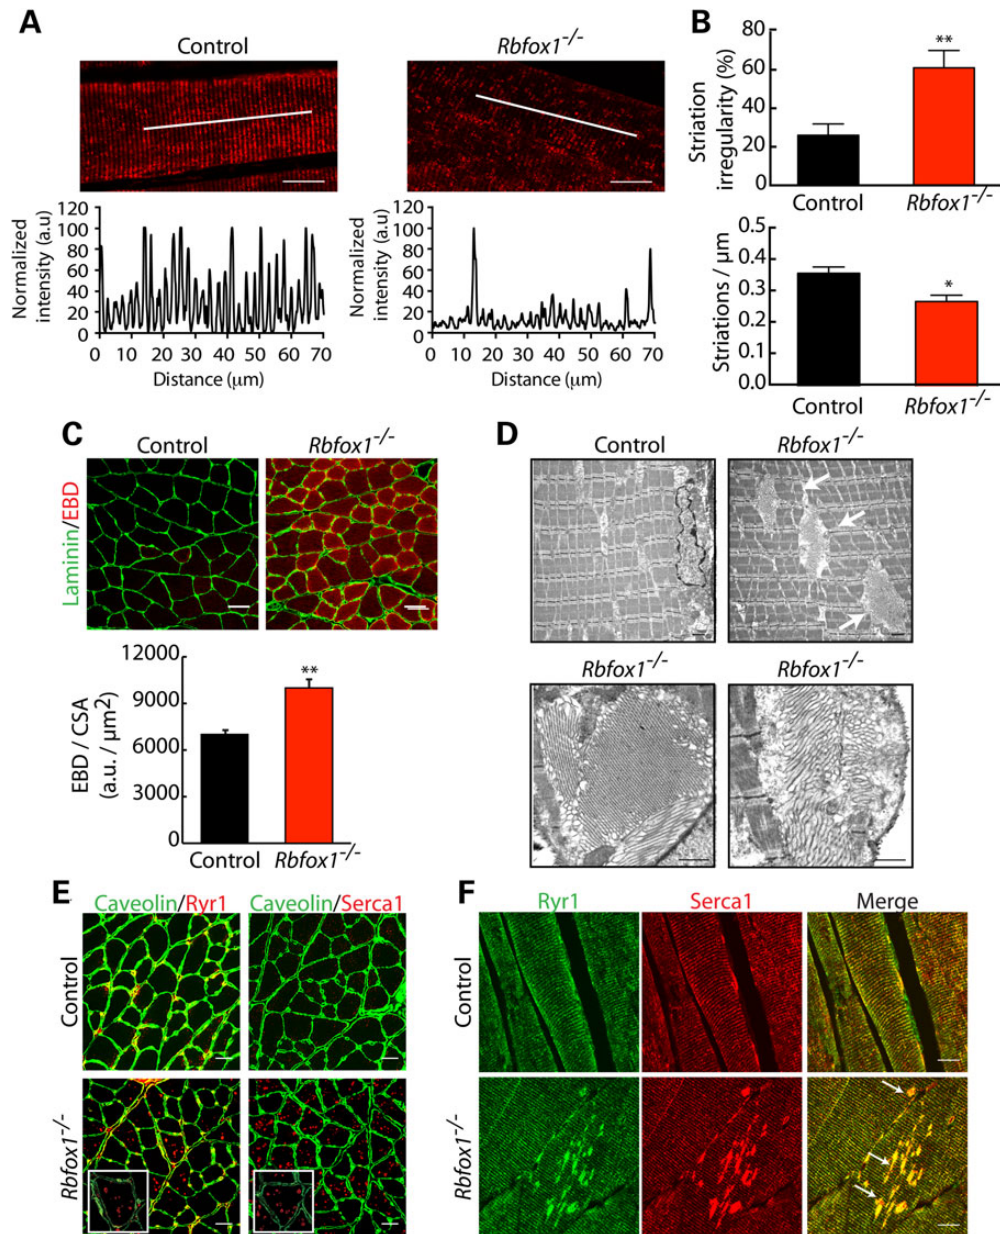 A
Control
Rbfox1-/-
Normalized
intensity (a.u)
120
100
80
60
40
20
0
0 10 20 30 40 50 60 70
Distance (μm)
Normalized
intensity (a.u)
120
100
80
60
40
20
0
0 10 20 30 40 50 60 70
Distance (μm)
B
Striation
irregularity (%)
80
60
40
20
0
**
Control
Rbfox1-/-
Striations / μm
0.5
0.4
0.3
0.2
0.1
0.0
*
Control
Rbfox1-/-
C
Control
Rbfox1-/-
Laminin/EBD
EBD / CSA
(a.u. / μm2)
12000
9000
6000
3000
0
**
Control
Rbfox1-/-
D
Control
Rbfox1-/-
Rbfox1-/-
Rbfox1-/-
E
Caveolin/Ryr1
Caveolin/Serca1
Control
Rbfox1-/-
F
Ryr1
Serca1
Merge
Control
Rbfox1-/-